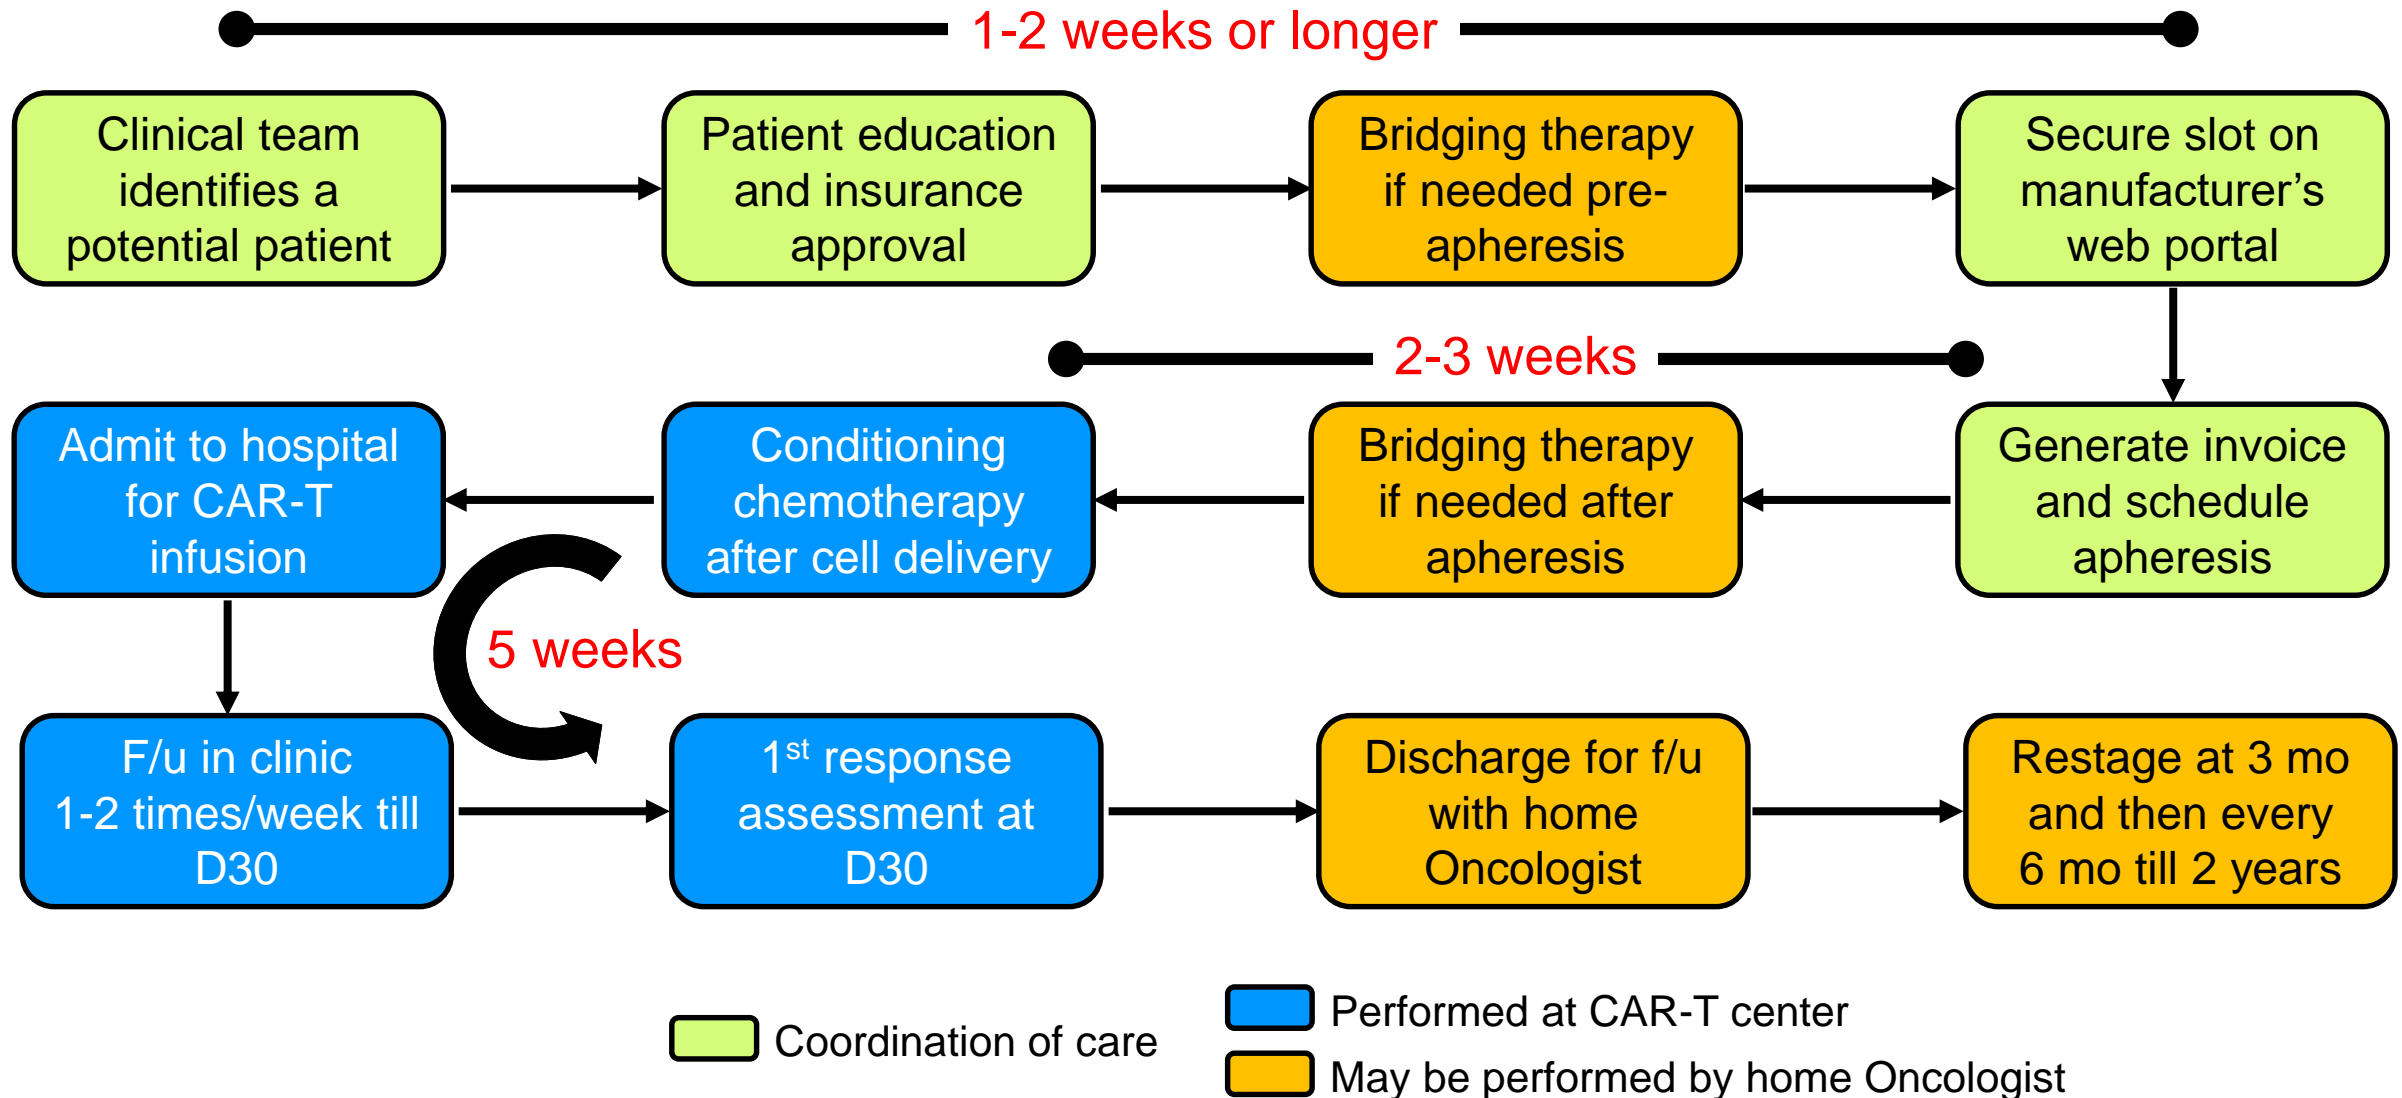 1-2 weeks or longer
Clinical team
identifies a
potential patient
Patient education
and insurance
approval
Bridging therapy
if needed pre-
apheresis
Secure slot on
manufacturer’s
web portal
2-3 weeks
Admit to hospital
for CAR-T
infusion
Conditioning
chemotherapy
after cell delivery
Bridging therapy
if needed after
apheresis
Generate invoice
and schedule
apheresis
5 weeks
F/u in clinic
1-2 times/week till
D30
1st response
assessment at
D30
Discharge for f/u
with home
Oncologist
Restage at 3 mo
and then every
6 mo till 2 years
Coordination of care
Performed at CAR-T center
May be performed by home Oncologist